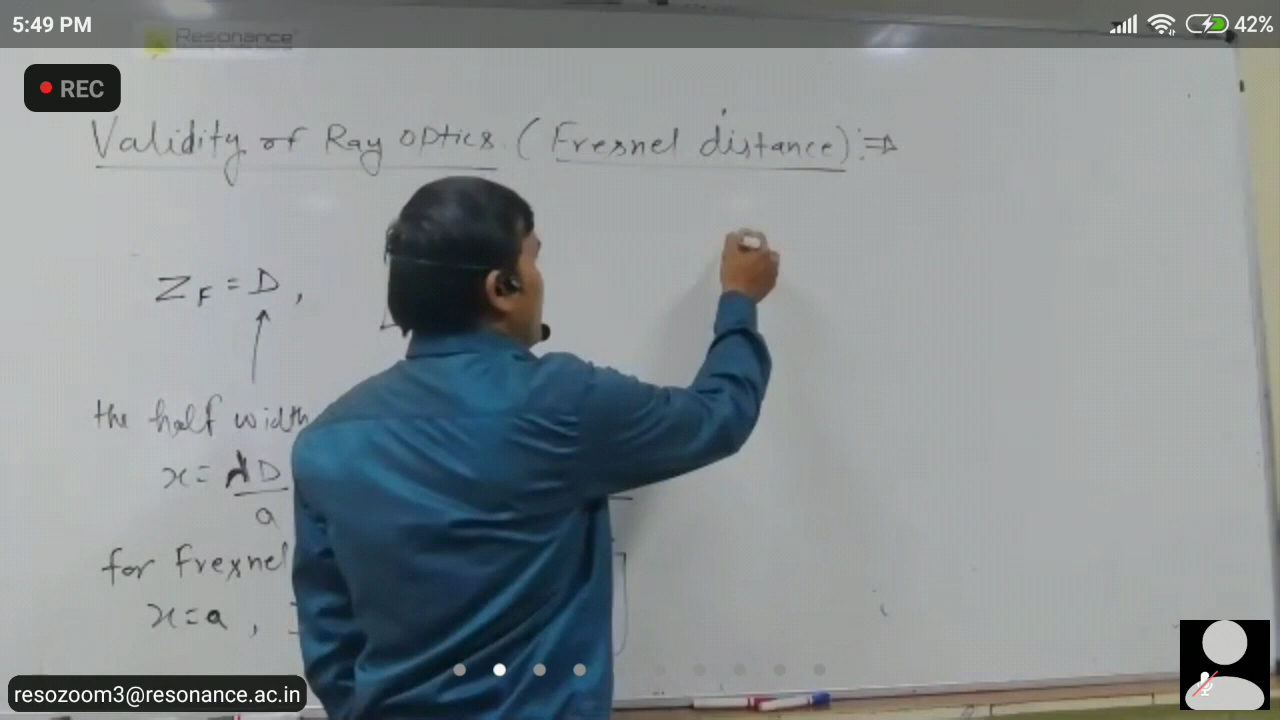 5:49 PM
42%
Resonance
REC
Validity of Ray optics (Fresnel distance):⇒
Z_F = D,
the half width
x = λD
a
for Fresnel
x = a ,
resozoom3@resonance.ac.in